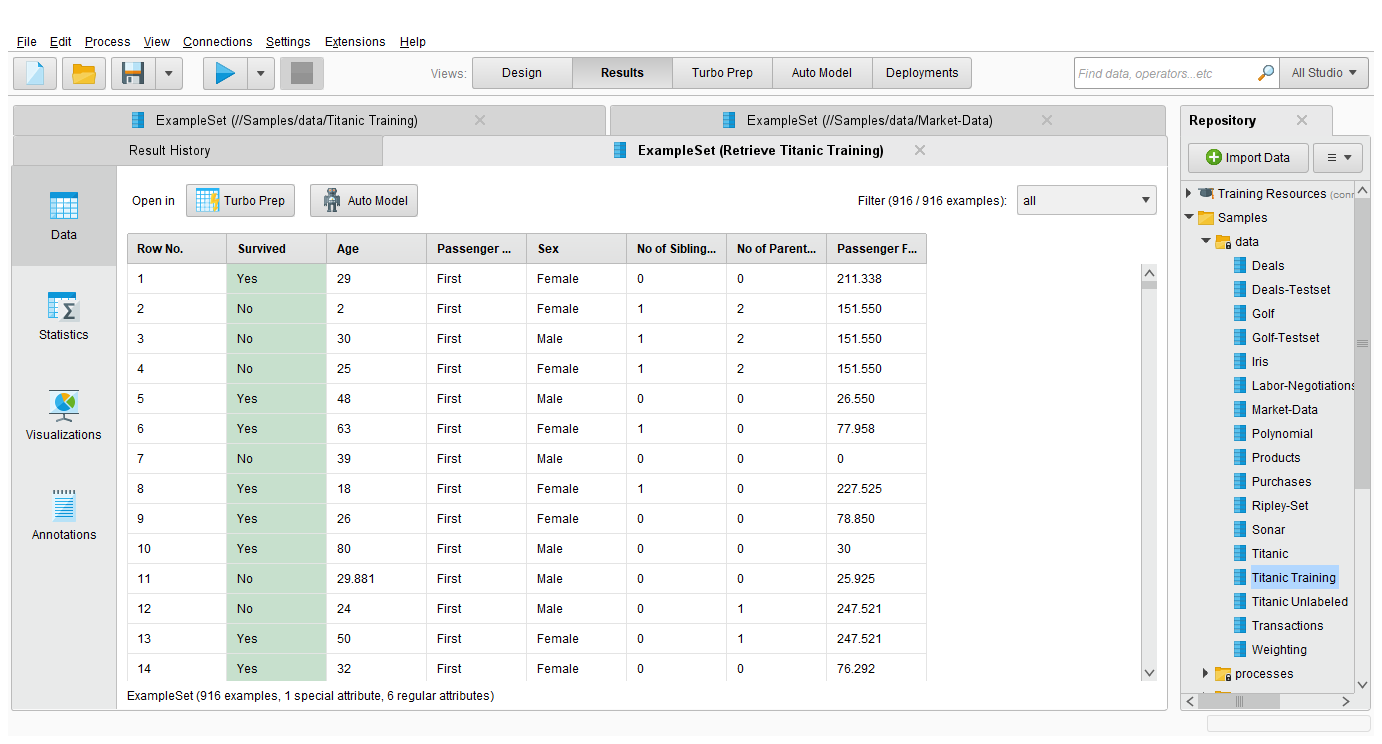 File Edit Process View Connections Settings Extensions Help
Views: Design Results Turbo Prep Auto Model Deployments Find data, operators...etc All Studio
ExampleSet (//Samples/data/Titanic Training) ExampleSet (//Samples/data/Market-Data)
Result History ExampleSet (Retrieve Titanic Training)
Data
Statistics
Visualizations
Annotations
Open in Turbo Prep Auto Model Filter (916 / 916 examples): all
Row No. Survived Age Passenger ... Sex No of Sibling... No of Parent... Passenger F...
1 Yes 29 First Female 0 0 211.338
2 No 2 First Female 1 2 151.550
3 No 30 First Male 1 2 151.550
4 No 25 First Female 1 2 151.550
5 Yes 48 First Male 0 0 26.550
6 Yes 63 First Female 1 0 77.958
7 No 39 First Male 0 0 0
8 Yes 18 First Female 1 0 227.525
9 Yes 26 First Female 0 0 78.850
10 Yes 80 First Male 0 0 30
11 No 29.881 First Male 0 0 25.925
12 No 24 First Male 0 1 247.521
13 Yes 50 First Female 0 1 247.521
14 Yes 32 First Female 0 0 76.292
ExampleSet (916 examples, 1 special attribute, 6 regular attributes)
Repository
Import Data
Training Resources (conn
Samples
data
Deals
Deals-Testset
Golf
Golf-Testset
Iris
Labor-Negotiations
Market-Data
Polynomial
Products
Purchases
Ripley-Set
Sonar
Titanic
Titanic Training
Titanic Unlabeled
Transactions
Weighting
processes